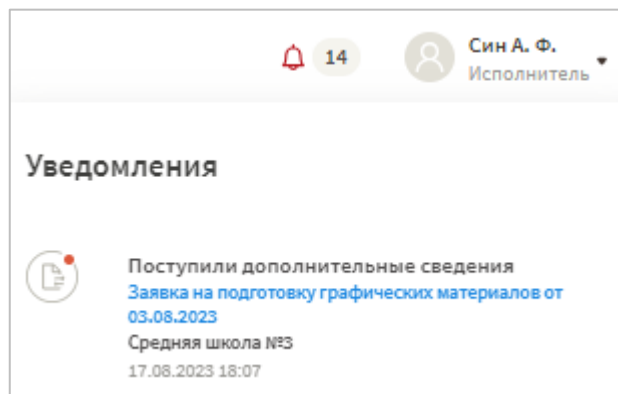 14
Син А. Ф.
Исполнитель
Уведомления
Поступили дополнительные сведения
Заявка на подготовку графических материалов от
03.08.2023
Средняя школа №3
17.08.2023 18:07